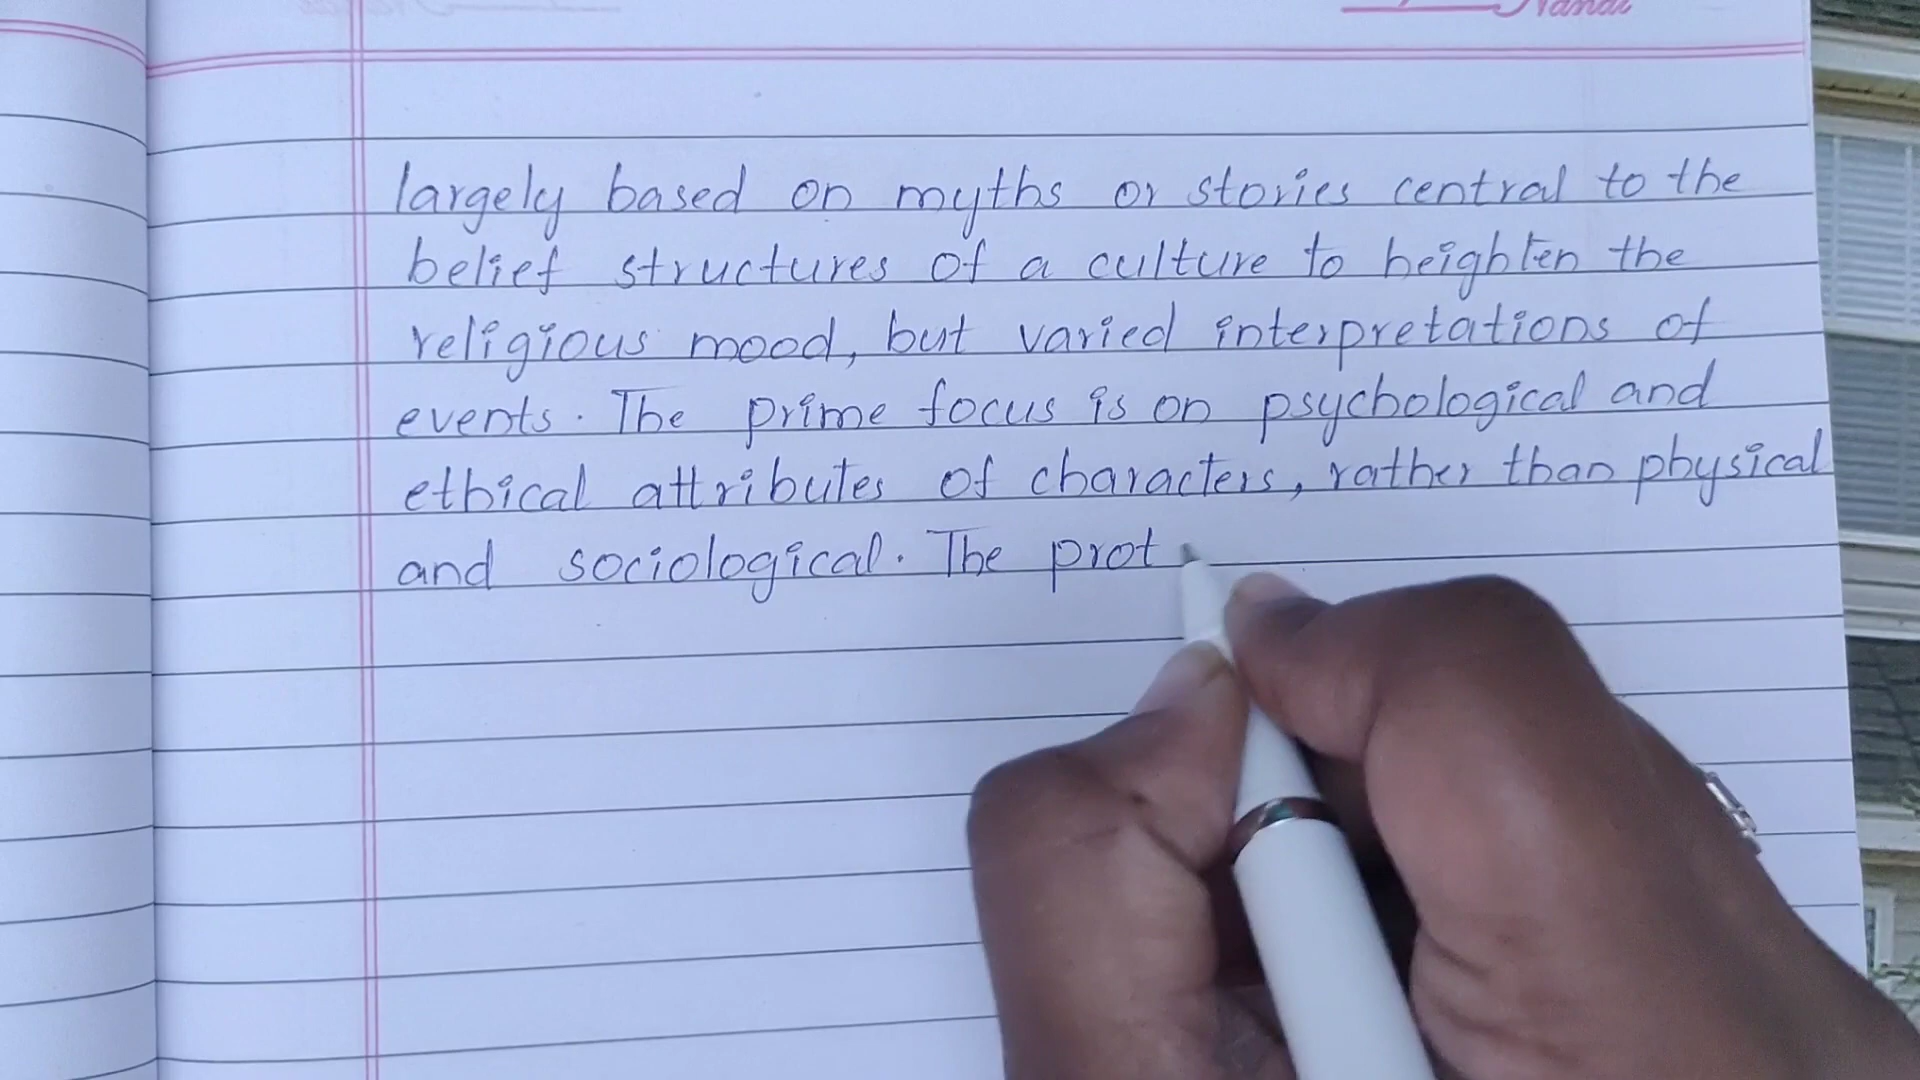 Nandi
largely based on myths or stories central to the
belief structures of a culture to heighten the
religious mood, but varied interpretations of
events. The prime focus is on psychological and
ethical attributes of characters, rather than physical
and sociological. The prot